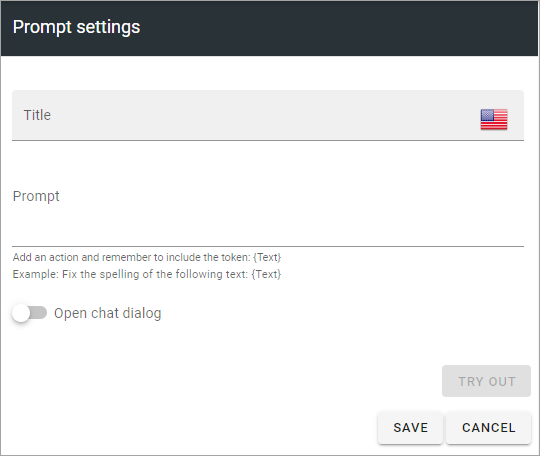 Prompt settings
Title
Prompt
Add an action and remember to include the token: {Text}
Example: Fix the spelling of the following text: {Text}
Open chat dialog
TRY OUT
SAVE CANCEL